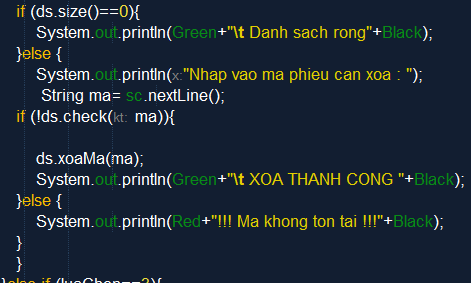 if (ds.size()==0){
System.out.println(Green+"\t Danh sach rong"+Black);
}else {
System.out.println(x:"Nhap vao ma phieu can xoa : ");
String ma= sc.nextLine();
if (!ds.check(kt: ma)){
ds.xoaMa(ma);
System.out.println(Green+"\t XOA THANH CONG "+Black);
}else {
System.out.println(Red+"!!! Ma khong ton tai !!!"+Black);
}
}
}else if (luaChon==3){